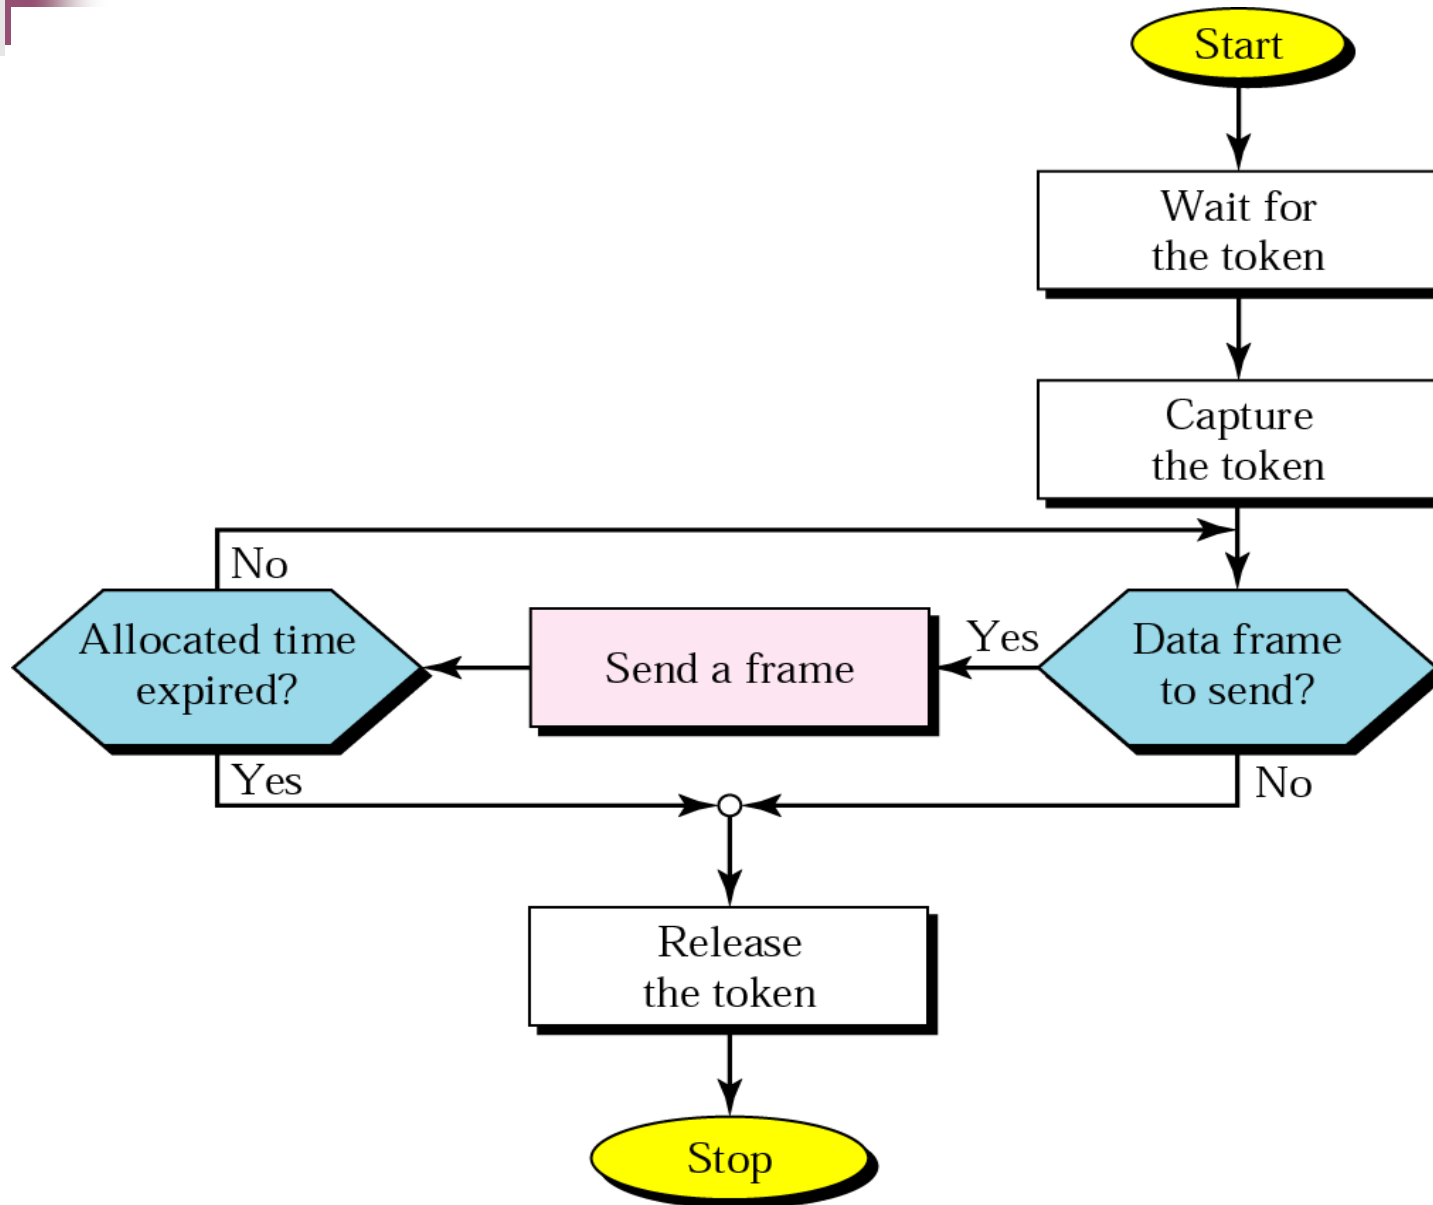 Start
Wait for
the token
Capture
the token
No
Allocated time
expired?
Send a frame
Yes
Data frame
to send?
Yes
No
Release
the token
Stop